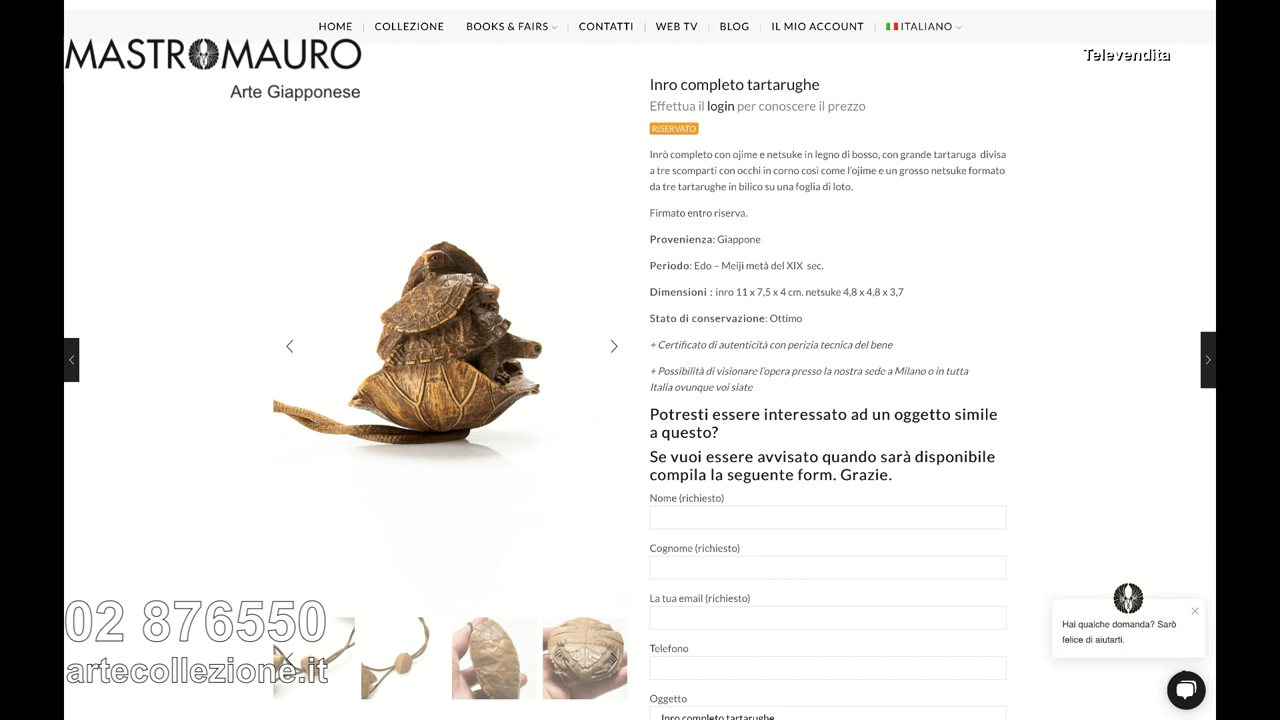 HOME
COLLEZIONE
BOOKS & FAIRS
CONTATTI
WEB TV
BLOG
IL MIO ACCOUNT
ITALIANO
MASTROMAURO
Arte Giapponese
Televendita
Inro completo tartarughe
Effettua il login per conoscere il prezzo
RISERVATO
Inrò completo con ojime e netsuke in legno di bosso, con grande tartaruga divisa
a tre scomparti con occhi in corno così come l'ojime e un grosso netsuke formato
da tre tartarughe in bilico su una foglia di loto.
Firmato entro riserva.
Provenienza: Giappone
Periodo: Edo – Meiji metà del XIX sec.
Dimensioni : inro 11 x 7,5 x 4 cm. netsuke 4,8 x 4,8 x 3,7
Stato di conservazione: Ottimo
+ Certificato di autenticità con perizia tecnica del bene
+ Possibilità di visionare l'opera presso la nostra sede a Milano o in tutta
Italia ovunque voi siate
Potresti essere interessato ad un oggetto simile
a questo?
Se vuoi essere avvisato quando sarà disponibile
compila la seguente form. Grazie.
Nome (richiesto)
Cognome (richiesto)
La tua email (richiesto)
Telefono
Oggetto
Inro completo tartarughe
02 876550
artecollezione.it
Hai qualche domanda? Sarò
felice di aiutarti.